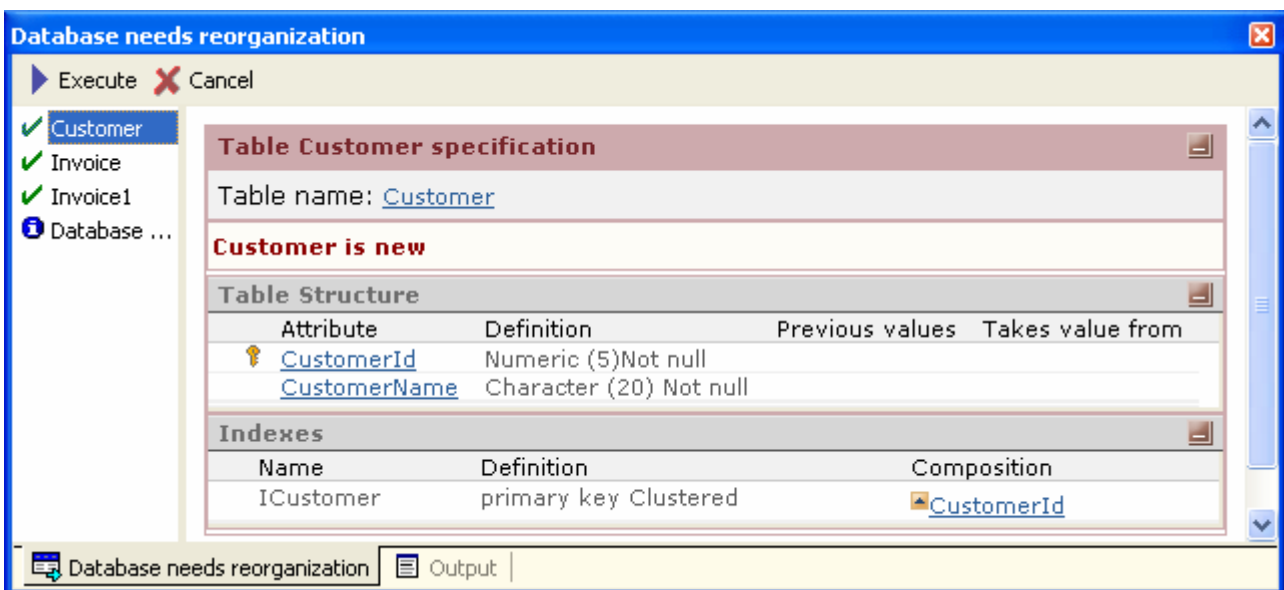 Database needs reorganization
Execute Cancel
Customer
Invoice
Invoice1
Database ...
Table Customer specification
Table name: Customer
Customer is new
Table Structure
Attribute Definition Previous values Takes value from
CustomerId Numeric (5)Not null
CustomerName Character (20) Not null
Indexes
Name Definition Composition
ICustomer primary key Clustered CustomerId
Database needs reorganization Output